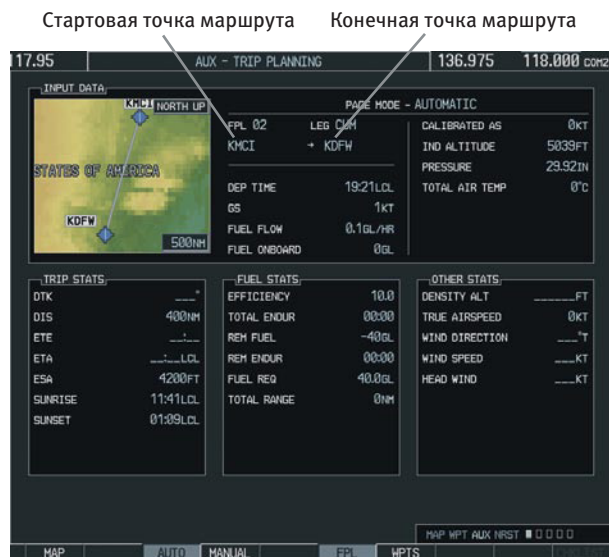 Стартовая точка маршрута Конечная точка маршрута
117.95 AUX – TRIP PLANNING 136.975 118.000 COM2
INPUT DATA
KMCI NORTH UP
STATES OF AMERICA
KDFW
500NM
PAGE MODE – AUTOMATIC
FPL 02 LEG CUM
KMCI → KDFW
DEP TIME 19:21LCL
GS 1KT
FUEL FLOW 0.1GL/HR
FUEL ONBOARD 0GL
CALIBRATED AS 0KT
IND ALTITUDE 5039FT
PRESSURE 29.92IN
TOTAL AIR TEMP 0°C
TRIP STATS
DTK ___°
DIS 400NM
ETE __:__
ETA __:__LCL
ESA 4200FT
SUNRISE 11:41LCL
SUNSET 01:09LCL
FUEL STATS
EFFICIENCY 10.0
TOTAL ENDUR 00:00
REM FUEL -40GL
REM ENDUR 00:00
FUEL REQ 40.0GL
TOTAL RANGE 0NM
OTHER STATS
DENSITY ALT ______FT
TRUE AIRSPEED 0KT
WIND DIRECTION ___°T
WIND SPEED ___KT
HEAD WIND ___KT
MAP WPT AUX NRST
MAP AUTO MANUAL FPL WPTS